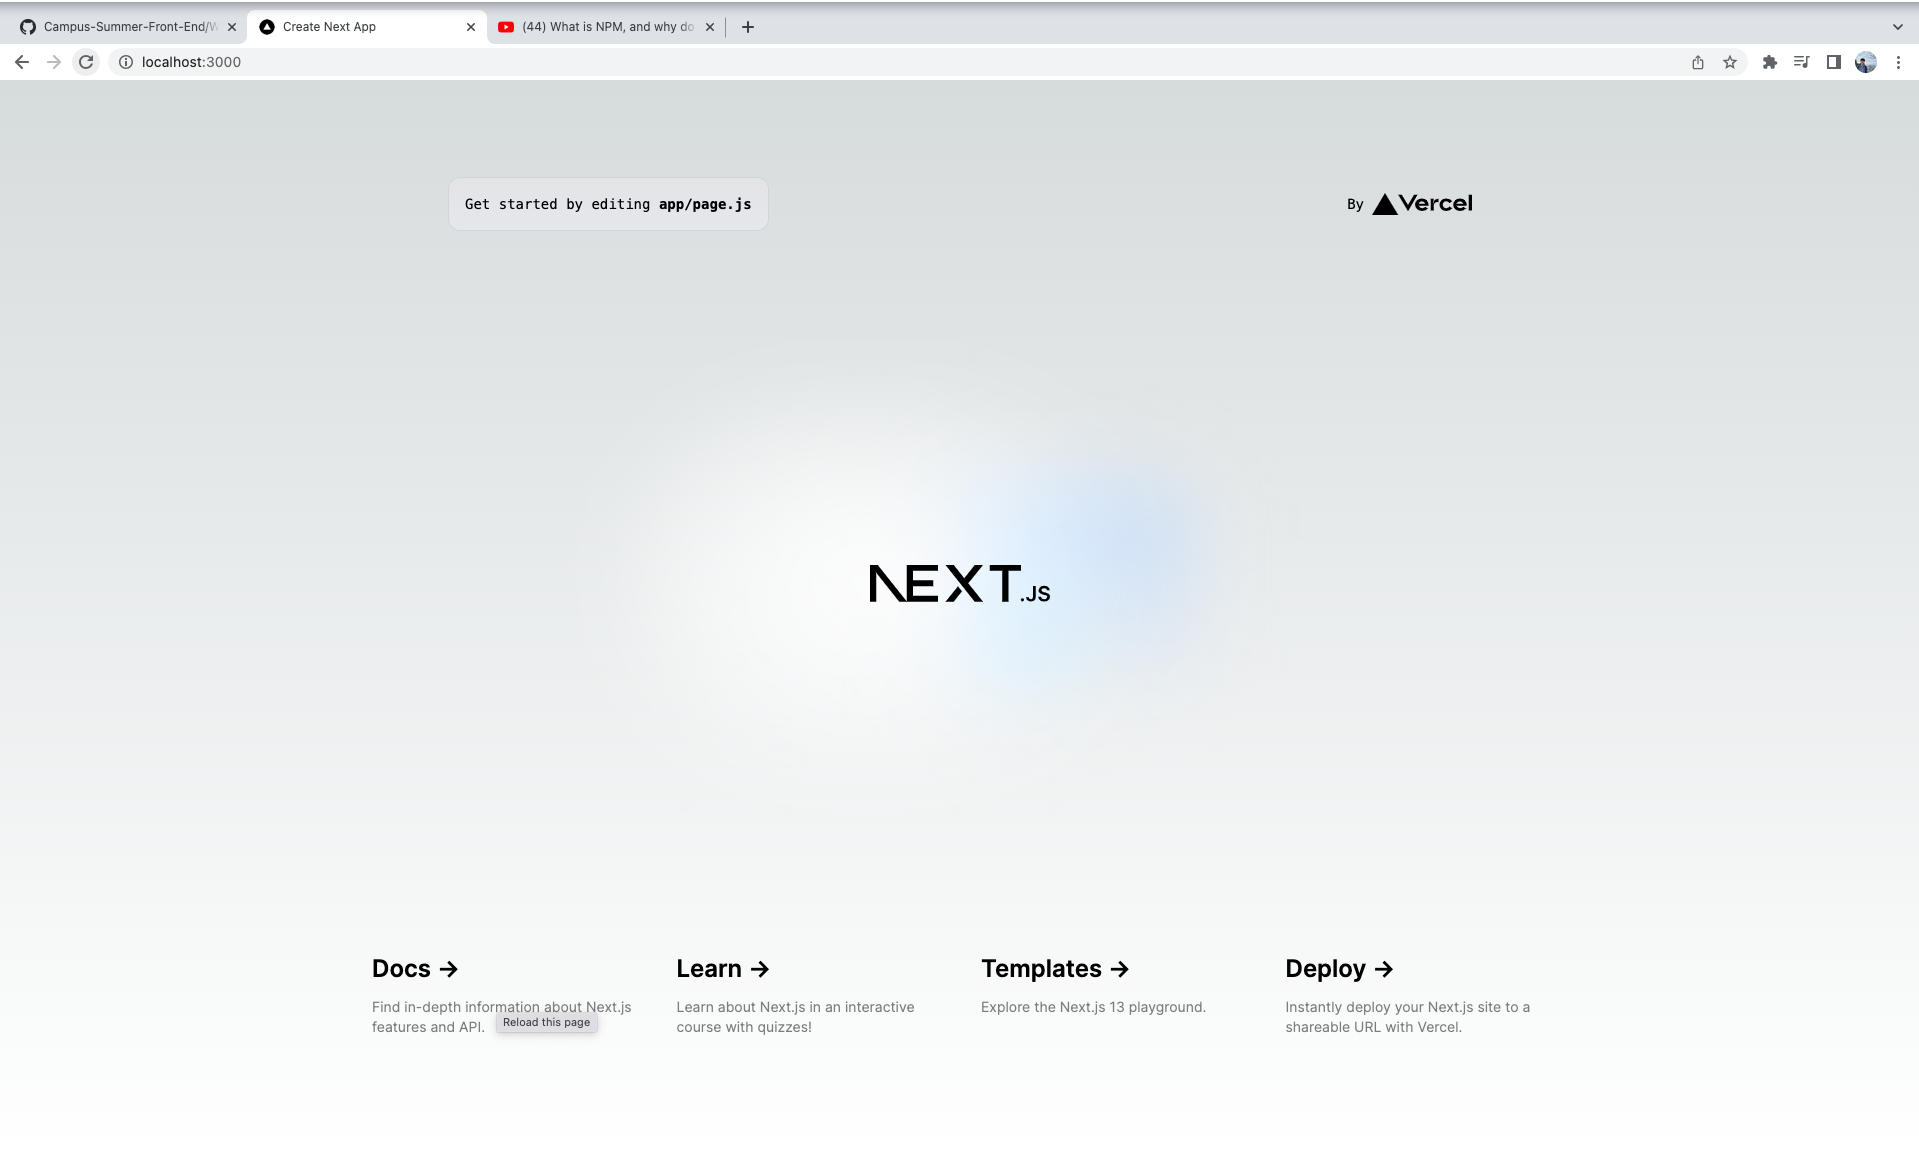 Campus-Summer-Front-End/W
Create Next App
(44) What is NPM, and why do
localhost:3000
Get started by editing app/page.js
By Vercel
NEXT.JS
Docs ->
Find in-depth information about Next.js
features and API.
Reload this page
Learn ->
Learn about Next.js in an interactive
course with quizzes!
Templates ->
Explore the Next.js 13 playground.
Deploy ->
Instantly deploy your Next.js site to a
shareable URL with Vercel.